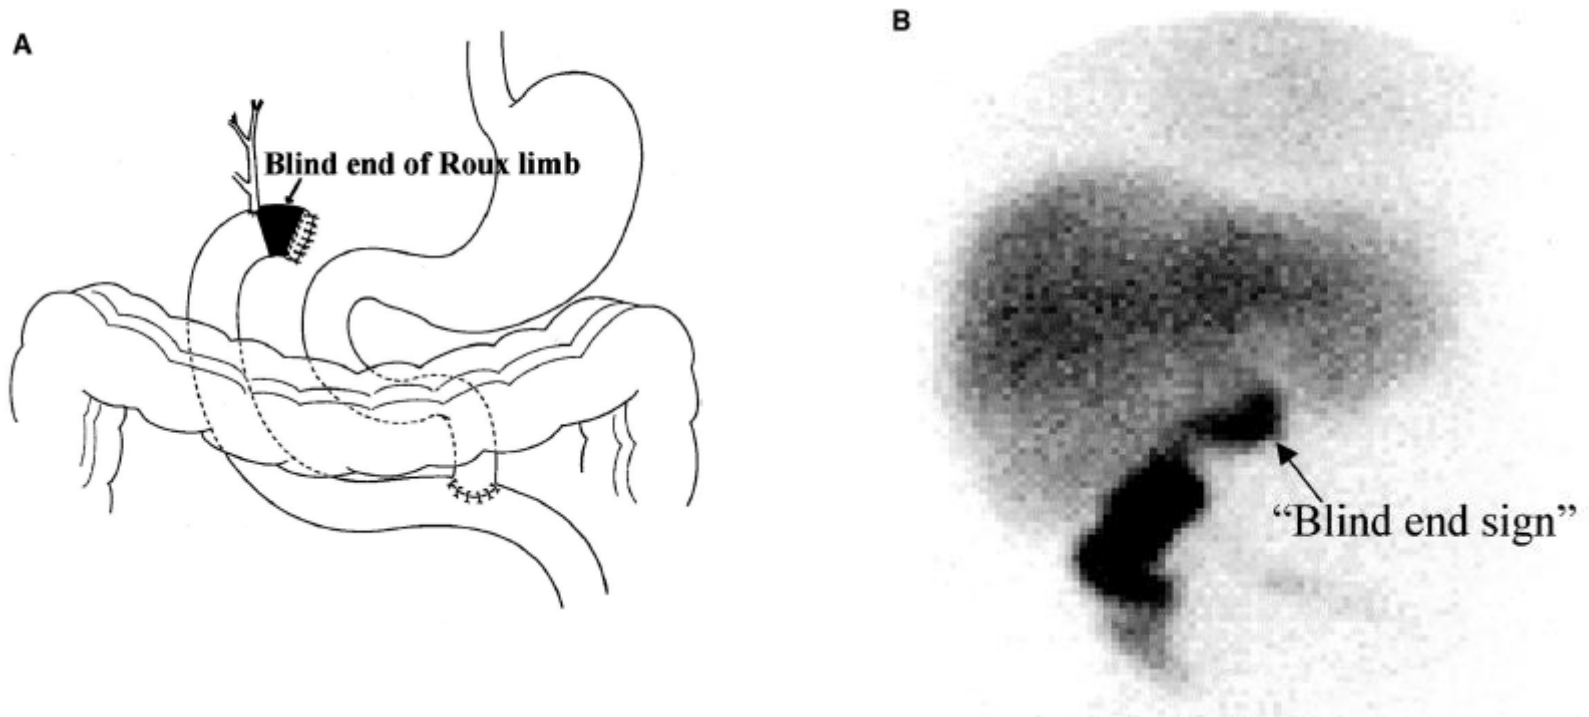 A
Blind end of Roux limb
B
“Blind end sign”